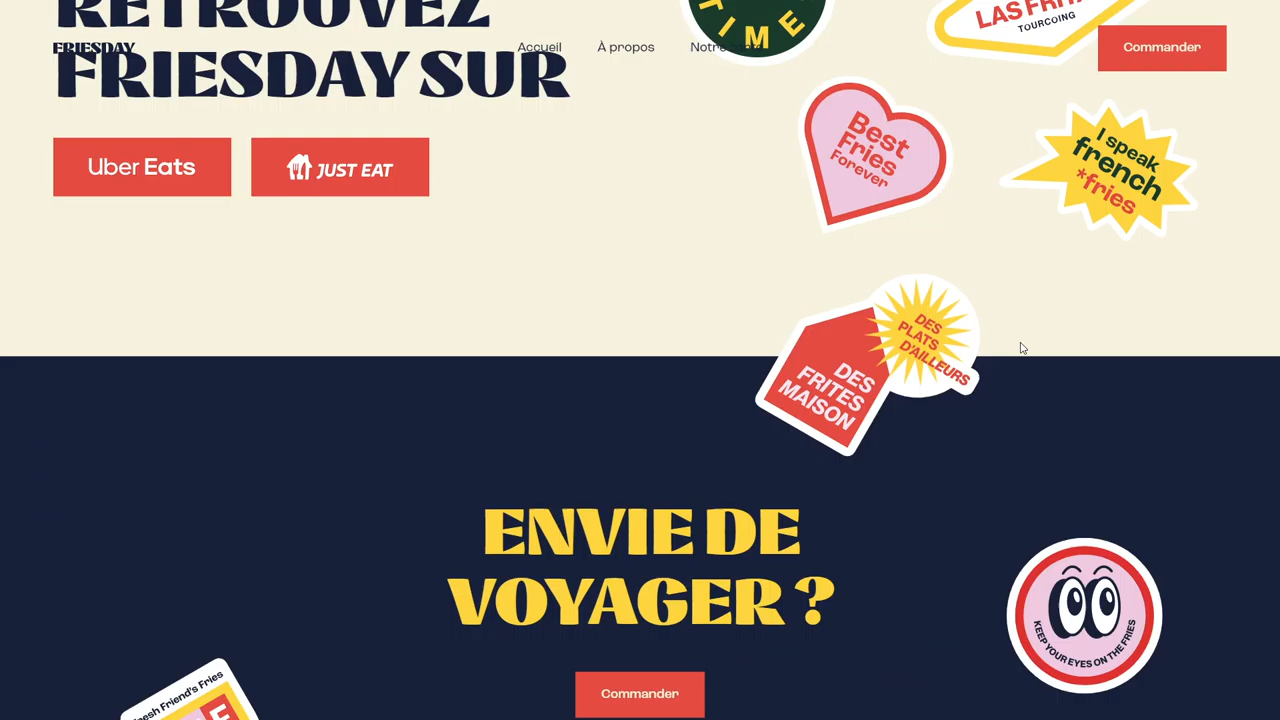 RETROUVEZ
FRIESDAY SUR
FRIESDAY
Accueil
À propos
Commander
Uber Eats
JUST EAT
TIME
LAS FRIT
TOURCOING
Best
Fries
Forever
I speak
french
*fries
DES
PLATS
D'AILLEURS
DES
FRITES
MAISON
ENVIE DE
VOYAGER ?
Commander
KEEP YOUR EYES ON THE FRIES
Friend's Fries